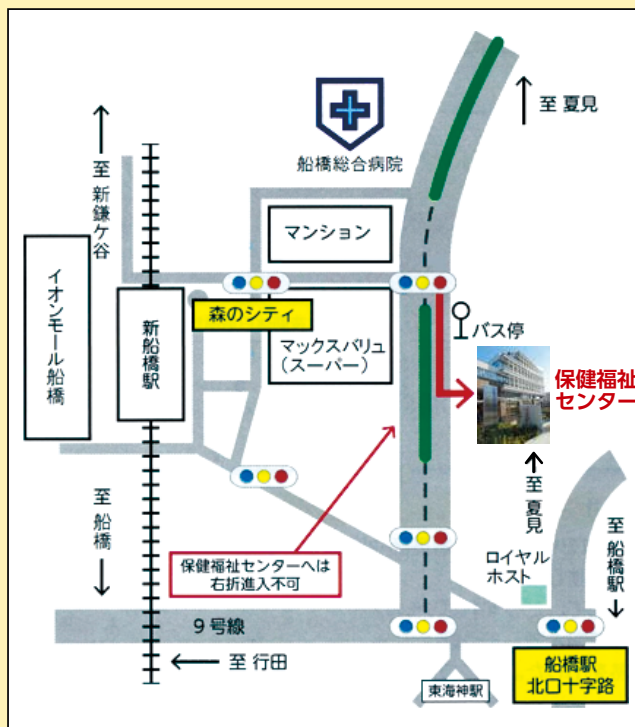 至 夏見
船橋総合病院
至 新鎌ケ谷
マンション
イオンモール船橋
新船橋駅
森のシティ
マックスバリュ
(スーパー)
バス停
保健福祉
センター
至 船橋
至 夏見
至 船橋駅
ロイヤル
ホスト
保健福祉センターへは
右折進入不可
9号線
至 行田
東海神駅
船橋駅
北口十字路